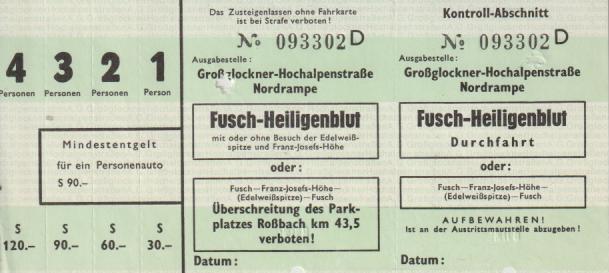 4 3 2 1
Personen Personen Personen Person
Mindestentgelt
für ein Personenauto
S 90.—
S S S S
120.— 90.— 60.— 30.—
Das Zusteigenlassen ohne Fahrkarte
ist bei Strafe verboten!
№ 093302 D
Ausgabestelle:
Großglockner-Hochalpenstraße
Nordrampe
Fusch-Heiligenblut
mit oder ohne Besuch der Edelweiß-
spitze und Franz-Josefs-Höhe
oder:
Fusch—Franz-Josefs-Höhe—
(Edelweißspitze)—Fusch
Überschreitung des Park-
platzes Roßbach km 43,5
verboten!
Datum:
Kontroll-Abschnitt
№ 093302 D
Ausgabestelle:
Großglockner-Hochalpenstraße
Nordrampe
Fusch-Heiligenblut
Durchfahrt
oder:
Fusch—Franz-Josefs-Höhe—
(Edelweißspitze)—Fusch
AUFBEWAHREN!
Ist an der Austrittsmautstelle abzugeben!
Datum: